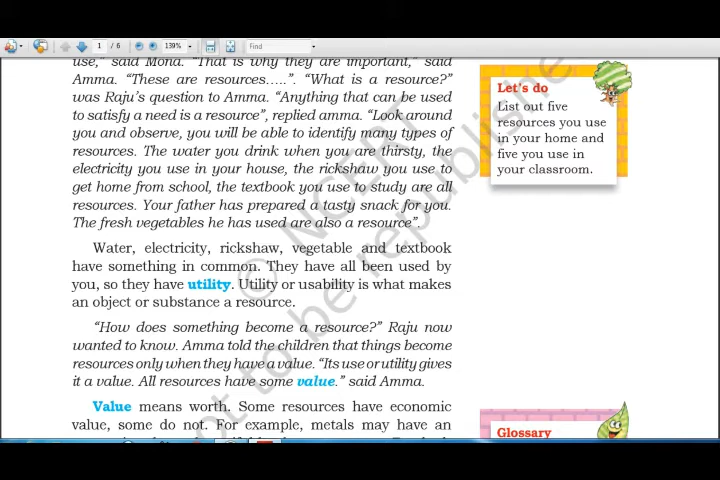 1 / 6
139%
Find
use," said Mona. "That is why they are important," said
Amma. "These are resources.....". "What is a resource?"
was Raju's question to Amma. "Anything that can be used
to satisfy a need is a resource", replied amma. "Look around
you and observe, you will be able to identify many types of
resources. The water you drink when you are thirsty, the
electricity you use in your house, the rickshaw you use to
get home from school, the textbook you use to study are all
resources. Your father has prepared a tasty snack for you.
The fresh vegetables he has used are also a resource".
Water, electricity, rickshaw, vegetable and textbook
have something in common. They have all been used by
you, so they have utility. Utility or usability is what makes
an object or substance a resource.
"How does something become a resource?" Raju now
wanted to know. Amma told the children that things become
resources only when they have a value. "Its use or utility gives
it a value. All resources have some value." said Amma.
Value means worth. Some resources have economic
value, some do not. For example, metals may have an
Let's do
List out five
resources you use
in your home and
five you use in
your classroom.
Glossary
© NCERT
not to be republishe